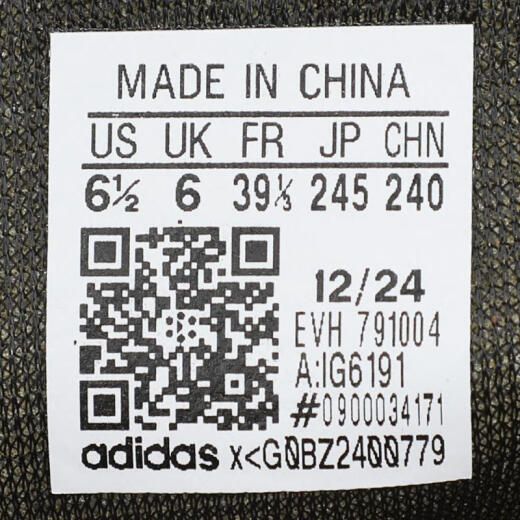 MADE IN CHINA
US UK FR JP CHN
6½ 6 39⅓ 245 240
12/24
EVH 791004
A:IG6191
#0900034171
adidas x<G0BZ2400779